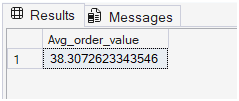 Results Messages
Avg_order_value
1 38.3072623343546